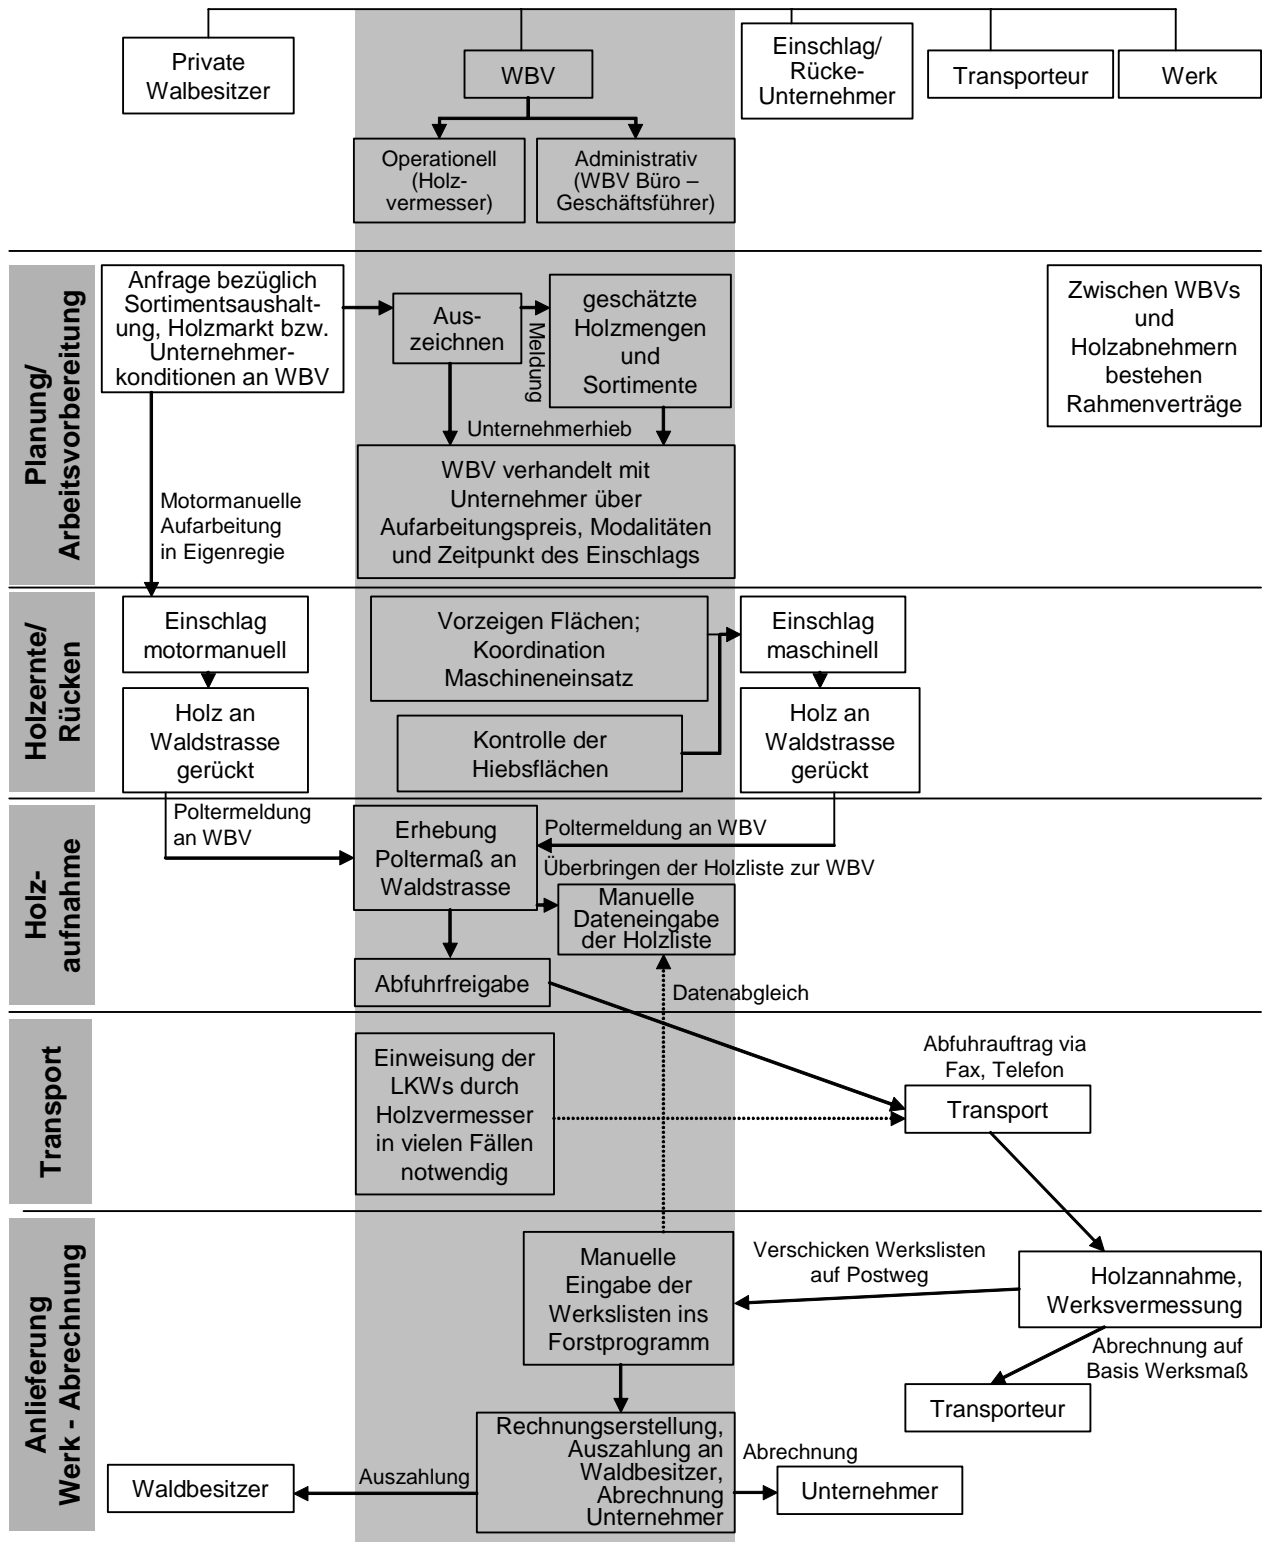 Private
Walbesitzer
WBV
Einschlag/
Rücke-
Unternehmer
Transporteur
Werk
Operationell
(Holz-
vermesser)
Administrativ
(WBV Büro –
Geschäftsführer)
Planung/
Arbeitsvorbereitung
Anfrage bezüglich
Sortimentsaushalt-
ung, Holzmarkt bzw.
Unternehmer-
konditionen an WBV
Aus-
zeichnen
Meldung
geschätzte
Holzmengen
und
Sortimente
Zwischen WBVs
und
Holzabnehmern
bestehen
Rahmenverträge
Unternehmerhieb
WBV verhandelt mit
Unternehmer über
Aufarbeitungspreis, Modalitäten
und Zeitpunkt des Einschlags
Motormanuelle
Aufarbeitung
in Eigenregie
Holzernte/
Rücken
Einschlag
motormanuell
Vorzeigen Flächen;
Koordination
Maschineneinsatz
Einschlag
maschinell
Holz an
Waldstrasse
gerückt
Kontrolle der
Hiebsflächen
Holz an
Waldstrasse
gerückt
Holz-
aufnahme
Poltermeldung
an WBV
Erhebung
Poltermaß an
Waldstrasse
Poltermeldung an WBV
Überbringen der Holzliste zur WBV
Manuelle
Dateneingabe
der Holzliste
Abfuhrfreigabe
Datenabgleich
Transport
Einweisung der
LKWs durch
Holzvermesser
in vielen Fällen
notwendig
Abfuhrauftrag via
Fax, Telefon
Transport
Anlieferung
Werk - Abrechnung
Manuelle
Eingabe der
Werkslisten ins
Forstprogramm
Verschicken Werkslisten
auf Postweg
Holzannahme,
Werksvermessung
Abrechnung auf
Basis Werksmaß
Transporteur
Rechnungserstellung,
Auszahlung an
Waldbesitzer,
Abrechnung
Unternehmer
Auszahlung
Waldbesitzer
Abrechnung
Unternehmer